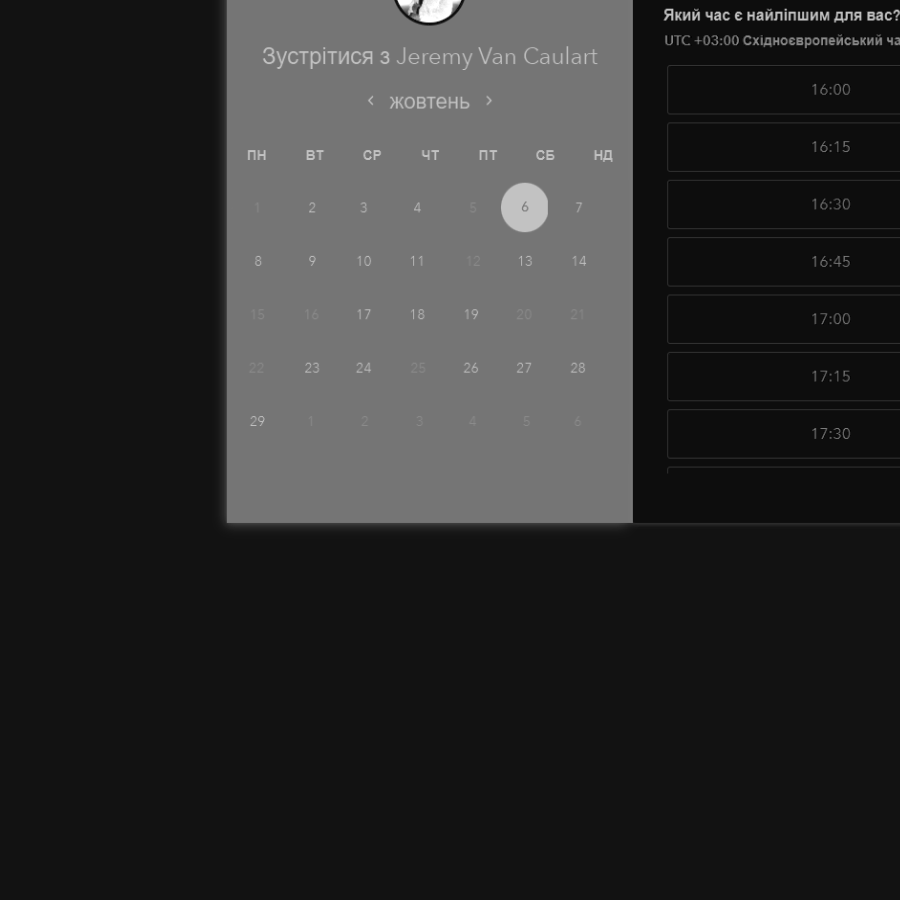 Зустрітися з Jeremy Van Caulart
‹ жовтень ›
ПН ВТ СР ЧТ ПТ СБ НД
1 2 3 4 5 6 7
8 9 10 11 12 13 14
15 16 17 18 19 20 21
22 23 24 25 26 27 28
29 1 2 3 4 5 6
Який час є найліпшим для вас?
UTC +03:00 Східноєвропейський ча
16:00
16:15
16:30
16:45
17:00
17:15
17:30